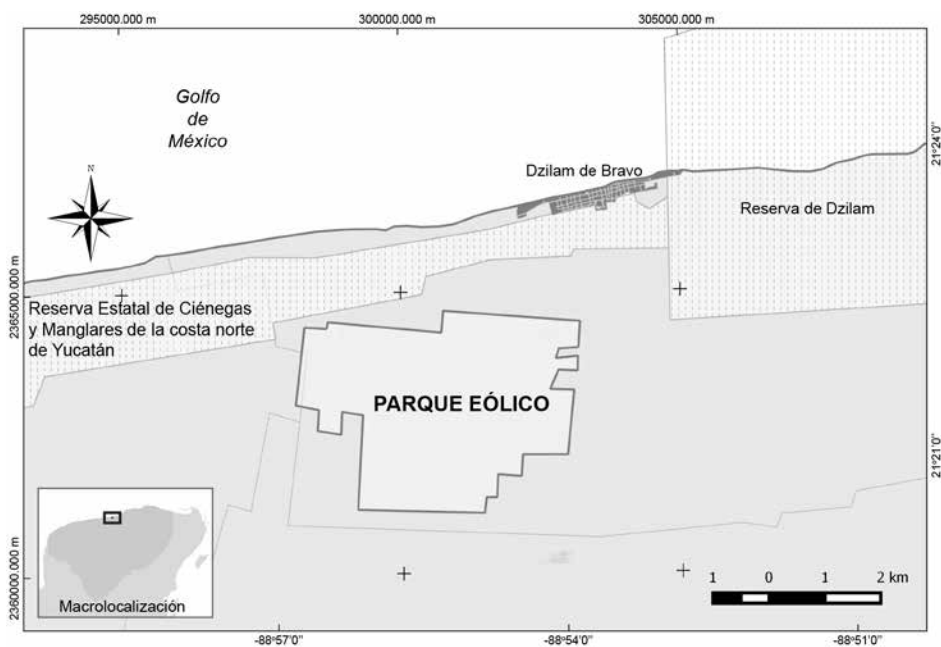 295000.000 m
300000.000 m
305000.000 m
Golfo
de
México
N
Dzilam de Bravo
21°24'0''
Reserva de Dzilam
2365000.000 m
Reserva Estatal de Ciénegas
y Manglares de la costa norte
de Yucatán
PARQUE EÓLICO
21°21'0''
2360000.000 m
Macrolocalización
1 0 1 2 km
-88°57'0''
-88°54'0''
-88°51'0''